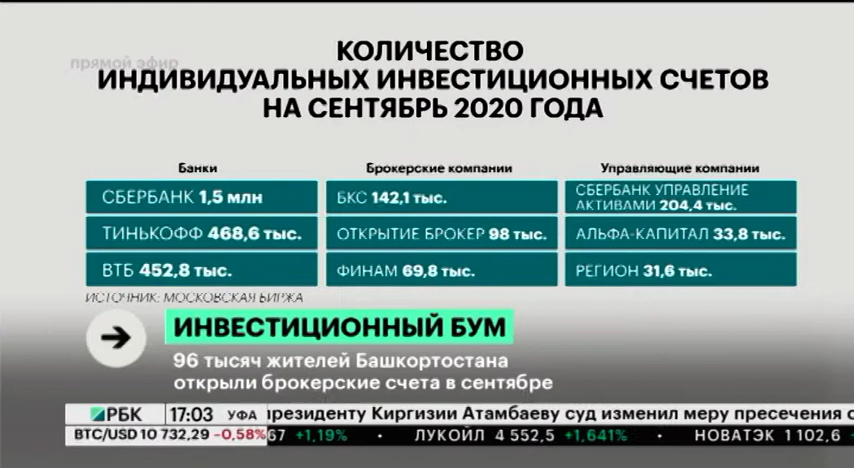 прямой эфир
КОЛИЧЕСТВО
ИНДИВИДУАЛЬНЫХ ИНВЕСТИЦИОННЫХ СЧЕТОВ
НА СЕНТЯБРЬ 2020 ГОДА
Банки Брокерские компании Управляющие компании
СБЕРБАНК 1,5 млн БКС 142,1 тыс. СБЕРБАНК УПРАВЛЕНИЕ
АКТИВАМИ 204,4 тыс.
ТИНЬКОФФ 468,6 тыс. ОТКРЫТИЕ БРОКЕР 98 тыс. АЛЬФА-КАПИТАЛ 33,8 тыс.
ВТБ 452,8 тыс. ФИНАМ 69,8 тыс. РЕГИОН 31,6 тыс.
ИСТОЧНИК: МОСКОВСКАЯ БИРЖА
ИНВЕСТИЦИОННЫЙ БУМ
96 тысяч жителей Башкортостана
открыли брокерские счета в сентябре
РБК 17:03 УФА президенту Киргизии Атамбаеву суд изменил меру пресечения с
BTC/USD 10 732,29 -0,58% 67 +1,19% • ЛУКОЙЛ 4 552,5 +1,641% • НОВАТЭК 1 102,6